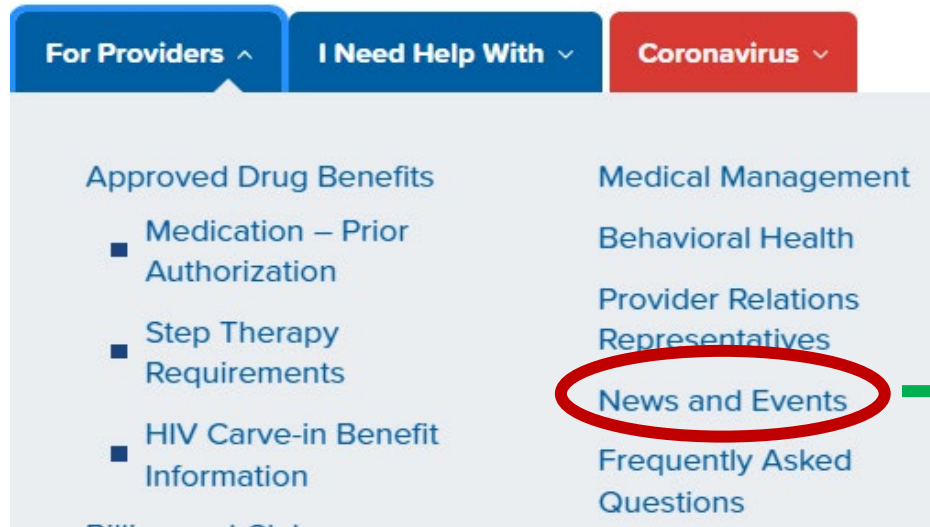 For Providers
I Need Help With
Coronavirus
Approved Drug Benefits
Medication – Prior
Authorization
Step Therapy
Requirements
HIV Carve-in Benefit
Information
Medical Management
Behavioral Health
Provider Relations
Representatives
News and Events
Frequently Asked
Questions